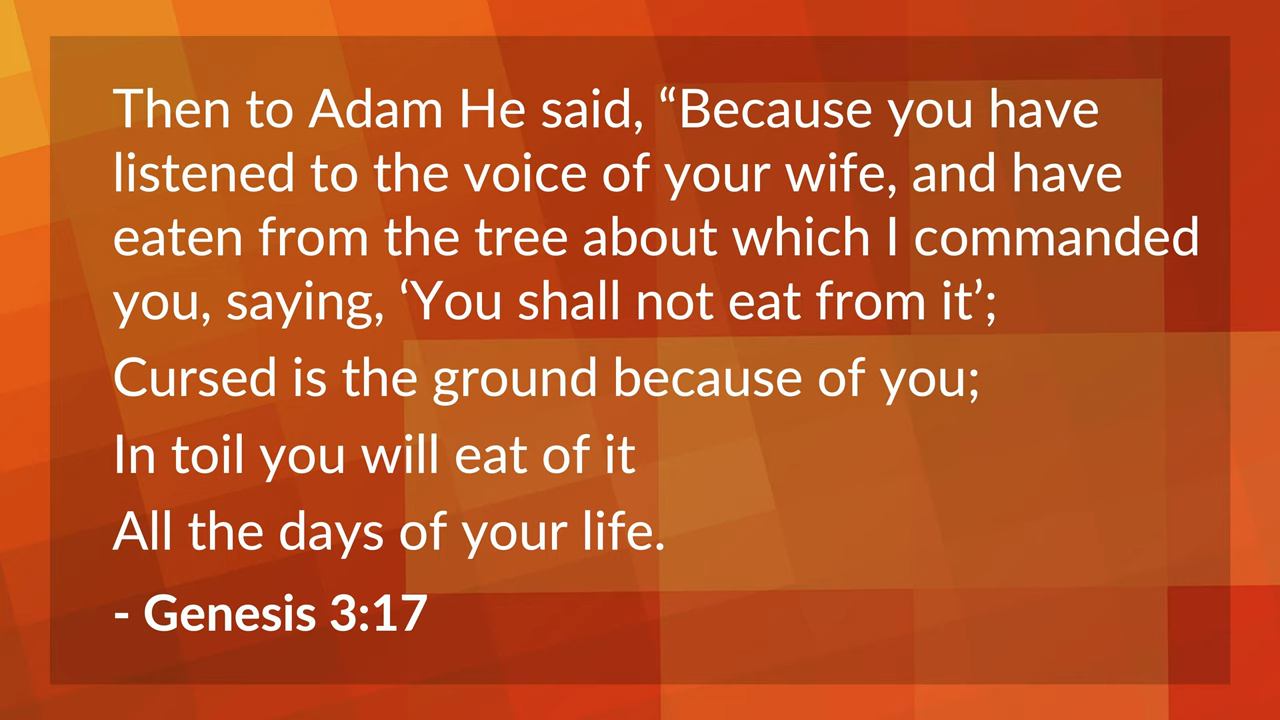 Then to Adam He said, “Because you have
listened to the voice of your wife, and have
eaten from the tree about which I commanded
you, saying, ‘You shall not eat from it’;
Cursed is the ground because of you;
In toil you will eat of it
All the days of your life.
- Genesis 3:17